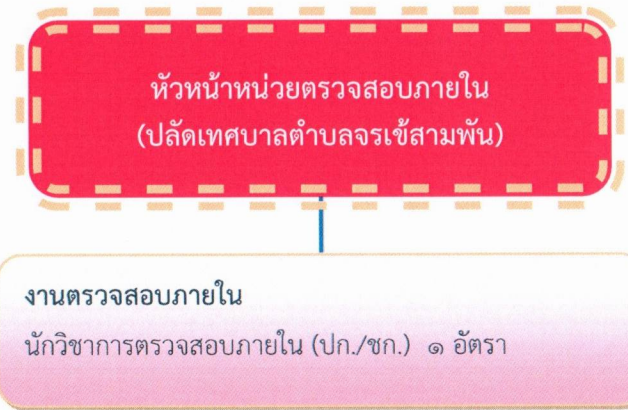 หัวหน้าหน่วยตรวจสอบภายใน
(ปลัดเทศบาลตำบลจรเข้สามพัน)
งานตรวจสอบภายใน
นักวิชาการตรวจสอบภายใน (ปก./ชก.) ๑ อัตรา